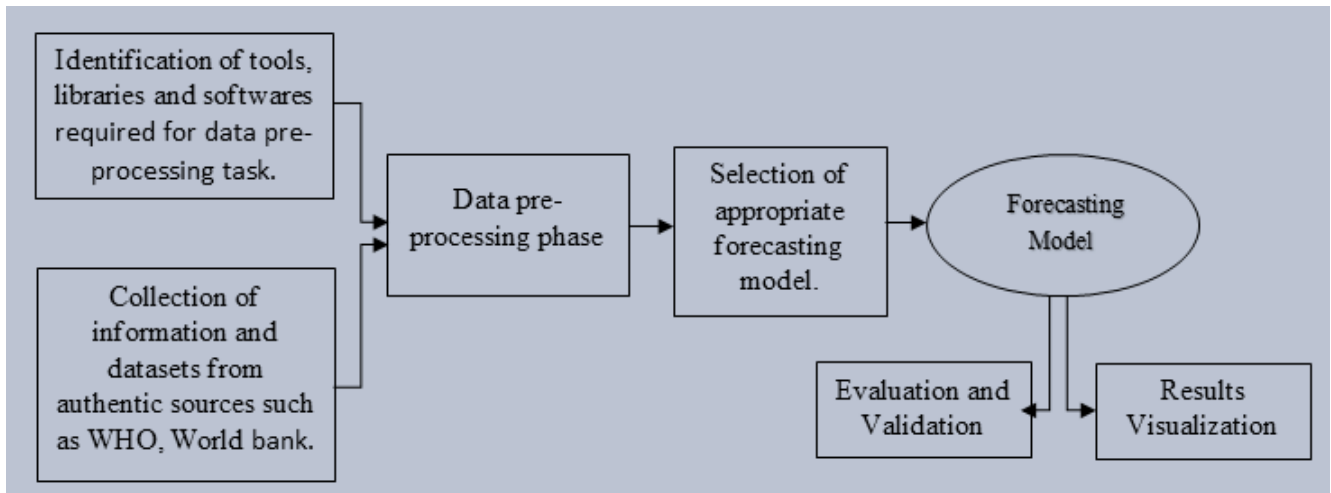 Identification of tools,
libraries and softwares
required for data pre-
processing task.
Collection of
information and
datasets from
authentic sources such
as WHO, World bank.
Data pre-
processing phase
Selection of
appropriate
forecasting
model.
Forecasting
Model
Evaluation and
Validation
Results
Visualization